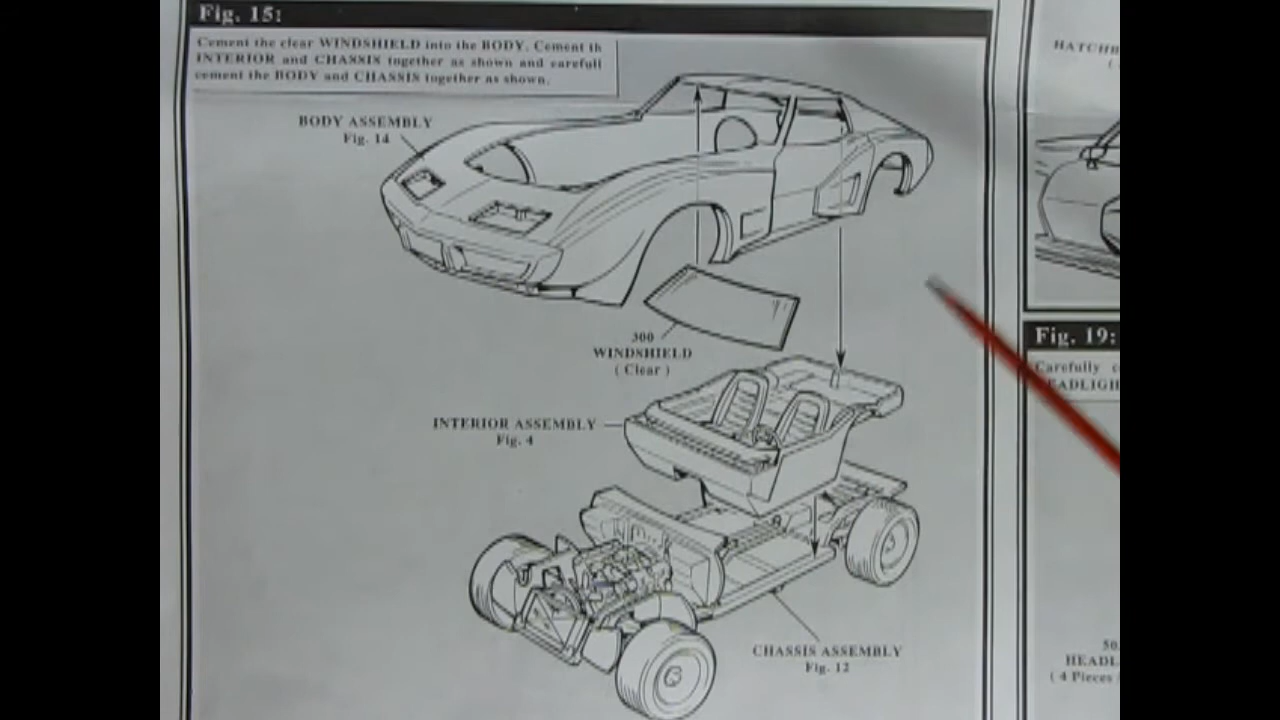 Fig. 15:
Cement the clear WINDSHIELD into the BODY. Cement th
INTERIOR and CHASSIS together as shown and carefull
cement the BODY and CHASSIS together as shown.
BODY ASSEMBLY
Fig. 14
300
WINDSHIELD
( Clear )
INTERIOR ASSEMBLY
Fig. 4
CHASSIS ASSEMBLY
Fig. 12
HATCHB
(
Fig. 19:
Carefully c
EADLIGH
50
HEADL
( 4 Pieces